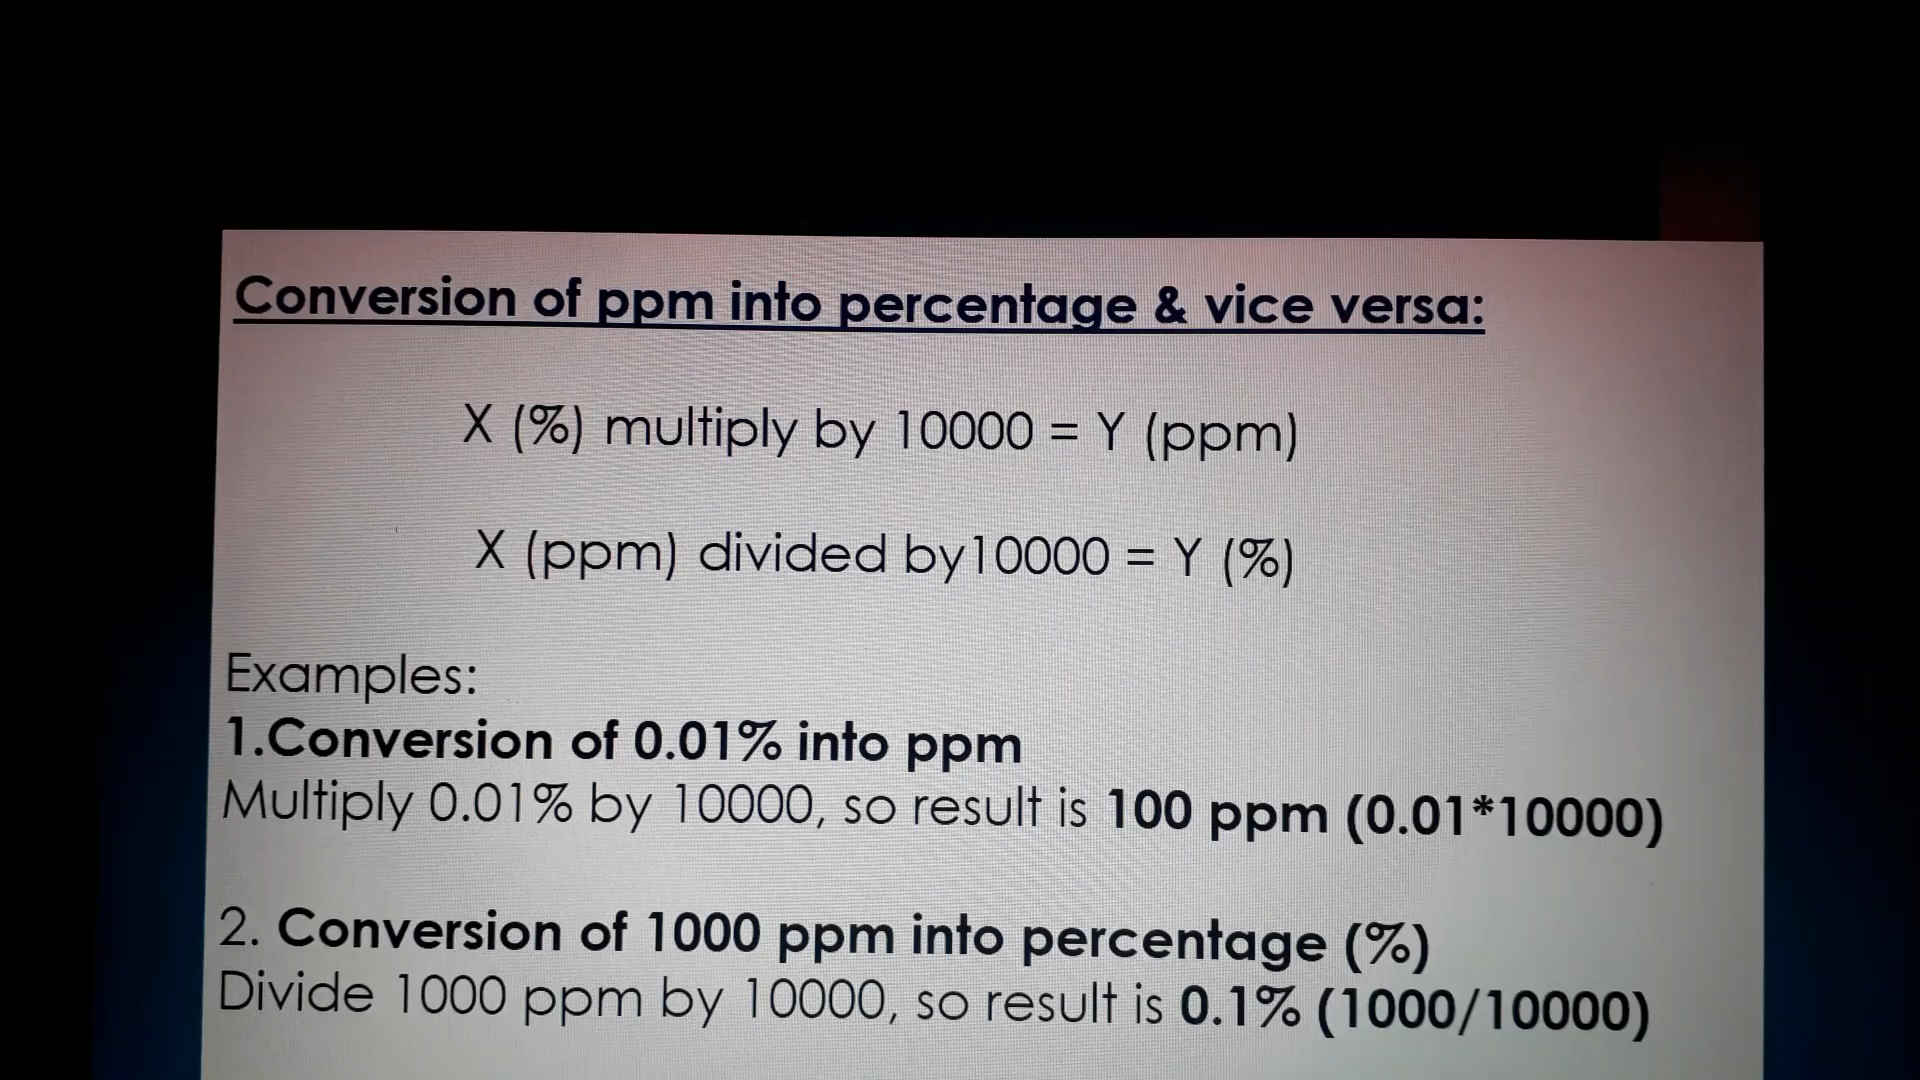 Conversion of ppm into percentage & vice versa:
X (%) multiply by 10000 = Y (ppm)
X (ppm) divided by10000 = Y (%)
Examples:
1.Conversion of 0.01% into ppm
Multiply 0.01% by 10000, so result is 100 ppm (0.01*10000)
2. Conversion of 1000 ppm into percentage (%)
Divide 1000 ppm by 10000, so result is 0.1% (1000/10000)